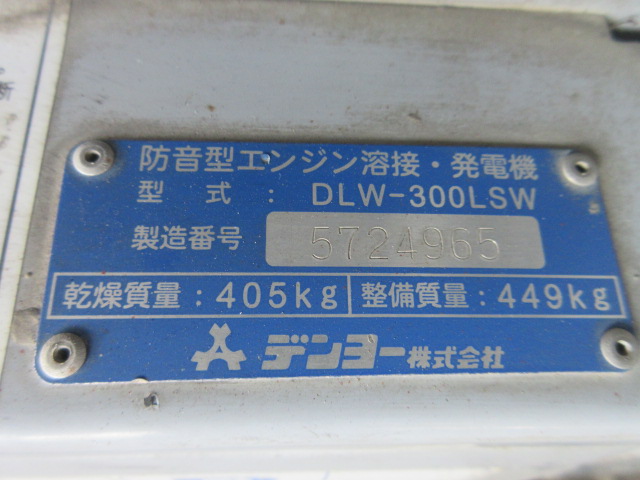 防音型エンジン溶接・発電機
型 式 : DLW-300LSW
製造番号 5724965
乾燥質量:405kg 整備質量:449kg
デンヨー株式会社